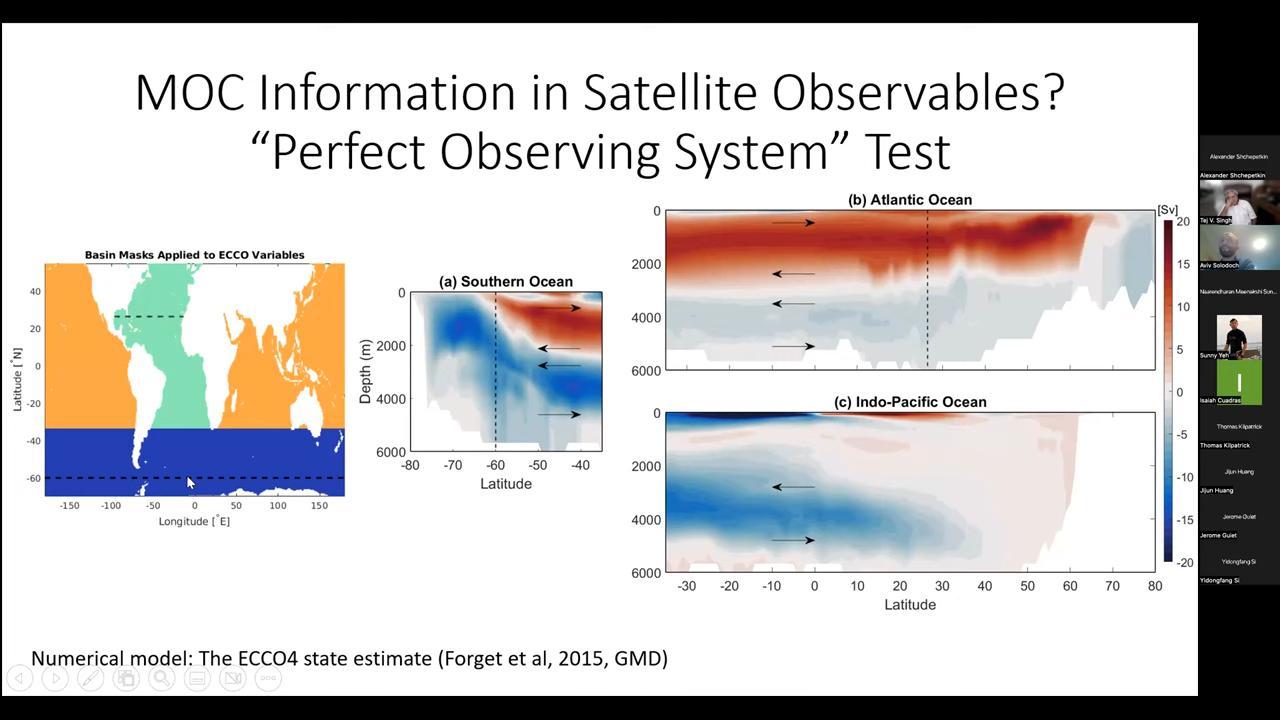 MOC Information in Satellite Observables?
“Perfect Observing System” Test
Basin Masks Applied to ECCO Variables
Latitude [°N]
40
20
0
-20
-40
-60
-150
-100
-50
0
50
100
150
Longitude [°E]
(a) Southern Ocean
Depth (m)
0
2000
4000
6000
-80
-70
-60
-50
-40
Latitude
(b) Atlantic Ocean
0
2000
4000
6000
[Sv]
20
15
10
5
0
-5
-10
-15
-20
(c) Indo-Pacific Ocean
0
2000
4000
6000
-30
-20
-10
0
10
20
30
40
50
60
70
80
Latitude
Numerical model: The ECCO4 state estimate (Forget et al, 2015, GMD)
Alexander Shchepetkin
Alexander Shchepetkin
Tej V. Singh
Aviv Solodoch
Naarendharan Meenakshi Sun...
Sunny Yeh
I
Isaiah Cuadras
Thomas Kilpatrick
Thomas Kilpatrick
Jijun Huang
Jijun Huang
Jerome Guiet
Jerome Guiet
Yidongfang Si
Yidongfang Si